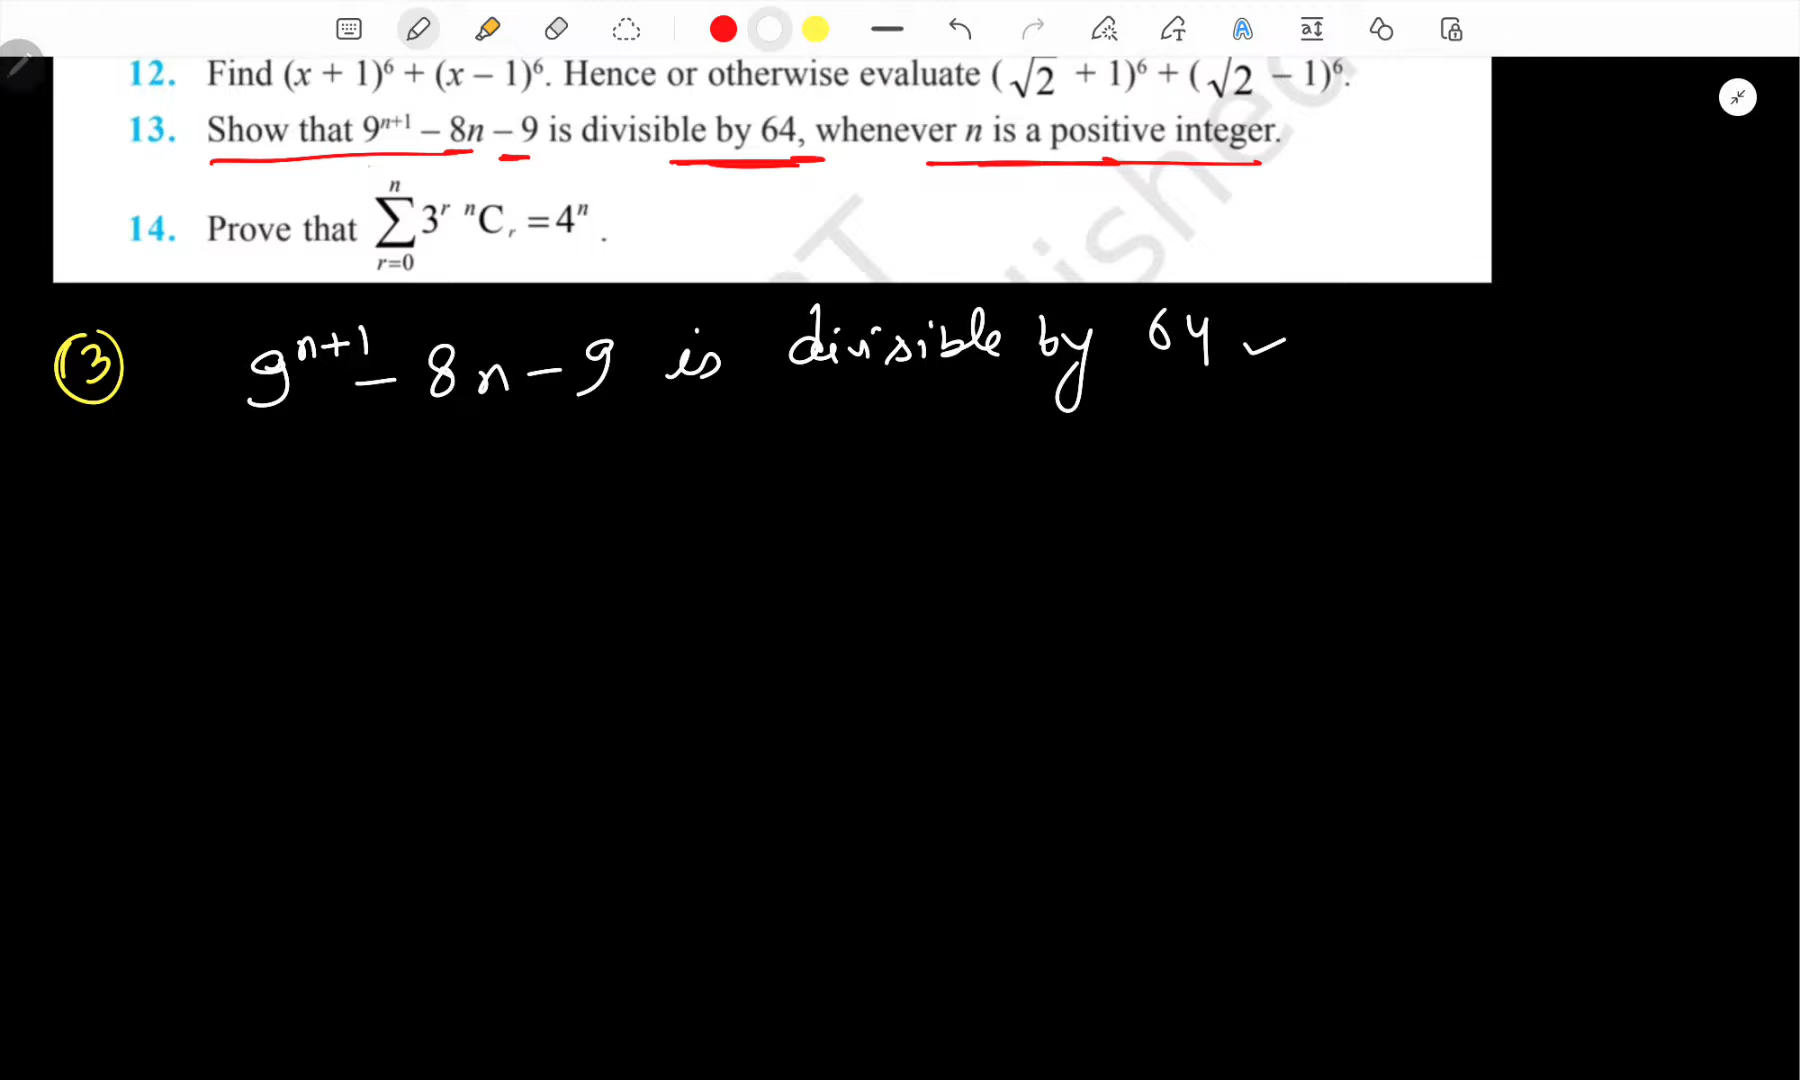 12. Find (x + 1)⁶ + (x – 1)⁶. Hence or otherwise evaluate (√2 + 1)⁶ + (√2 – 1)⁶.
13. Show that 9ⁿ⁺¹ – 8n – 9 is divisible by 64, whenever n is a positive integer.
14. Prove that ∑_{r=0}^{n} 3ʳ ⁿCᵣ = 4ⁿ.
13 9ⁿ⁺¹ – 8n – 9 is divisible by 64